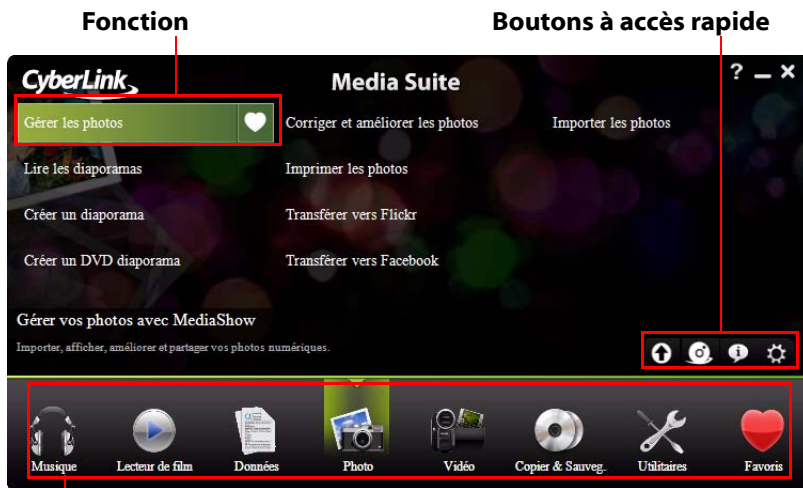 Fonction
Boutons à accès rapide
CyberLink
Media Suite
? – ×
Gérer les photos
Corriger et améliorer les photos
Importer les photos
Lire les diaporamas
Imprimer les photos
Créer un diaporama
Transférer vers Flickr
Créer un DVD diaporama
Transférer vers Facebook
Gérer vos photos avec MediaShow
Importer, afficher, améliorer et partager vos photos numériques.
Musique
Lecteur de film
Données
Photo
Vidéo
Copier & Sauveg..
Utilitaires
Favoris